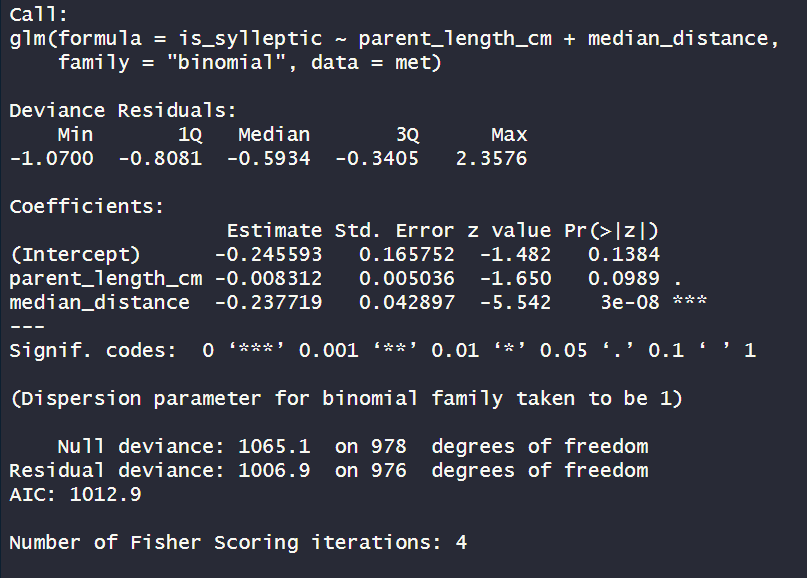 Call:
glm(formula = is_sylleptic ~ parent_length_cm + median_distance,
    family = "binomial", data = met)

Deviance Residuals:
    Min       1Q   Median       3Q      Max
-1.0700  -0.8081  -0.5934  -0.3405   2.3576

Coefficients:
                  Estimate Std. Error z value Pr(>|z|)
(Intercept)      -0.245593   0.165752  -1.482   0.1384
parent_length_cm -0.008312   0.005036  -1.650   0.0989 .
median_distance  -0.237719   0.042897  -5.542    3e-08 ***
---
Signif. codes:  0 ‘***’ 0.001 ‘**’ 0.01 ‘*’ 0.05 ‘.’ 0.1 ‘ ’ 1

(Dispersion parameter for binomial family taken to be 1)

    Null deviance: 1065.1  on 978  degrees of freedom
Residual deviance: 1006.9  on 976  degrees of freedom
AIC: 1012.9

Number of Fisher Scoring iterations: 4